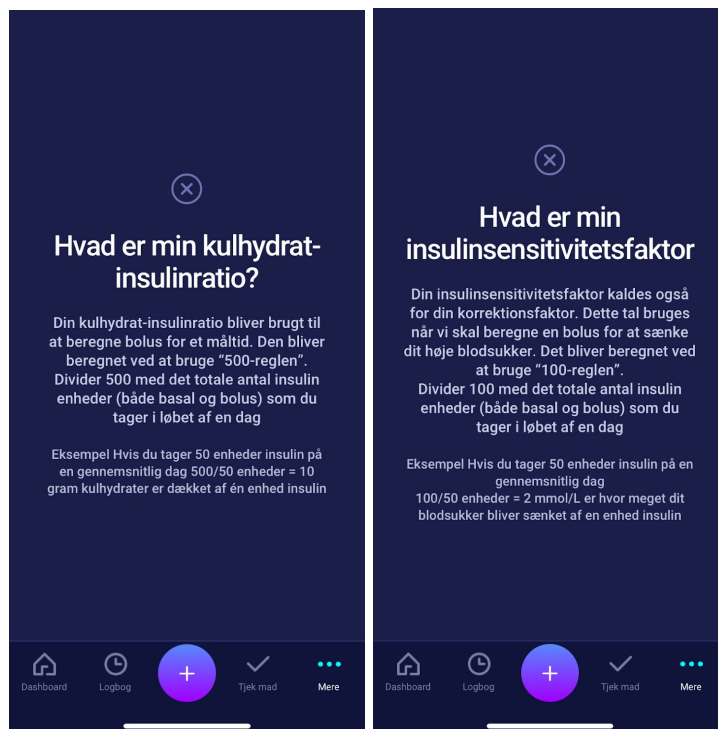 Hvad er min kulhydrat-
insulinratio?
Din kulhydrat-insulinratio bliver brugt til
at beregne bolus for et måltid. Den bliver
beregnet ved at bruge “500-reglen”.
Divider 500 med det totale antal insulin
enheder (både basal og bolus) som du
tager i løbet af en dag
Eksempel Hvis du tager 50 enheder insulin på
en gennemsnitlig dag 500/50 enheder = 10
gram kulhydrater er dækket af én enhed insulin
Dashboard
Logbog
Tjek mad
Mere
Hvad er min
insulinsensitivitetsfaktor
Din insulinsensitivitetsfaktor kaldes også
for din korrektionsfaktor. Dette tal bruges
når vi skal beregne en bolus for at sænke
dit høje blodsukker. Det bliver beregnet ved
at bruge “100-reglen”.
Divider 100 med det totale antal insulin
enheder (både basal og bolus) som du
tager i løbet af en dag
Eksempel Hvis du tager 50 enheder insulin på en
gennemsnitlig dag
100/50 enheder = 2 mmol/L er hvor meget dit
blodsukker bliver sænket af en enhed insulin
Dashboard
Logbog
Tjek mad
Mere